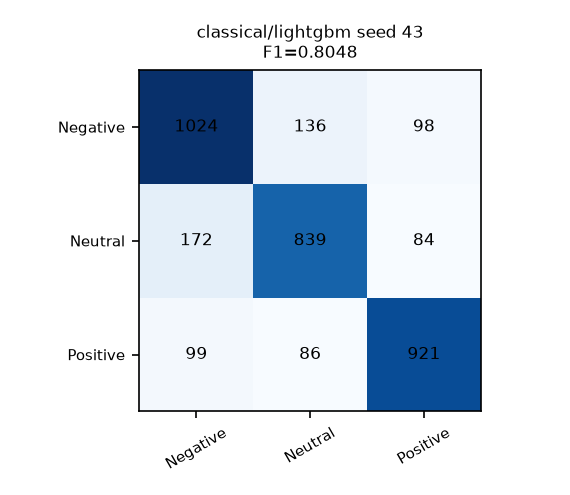 classical/lightgbm seed 43
F1=0.8048
Negative 1024 136 98
Neutral 172 839 84
Positive 99 86 921
Negative Neutral Positive